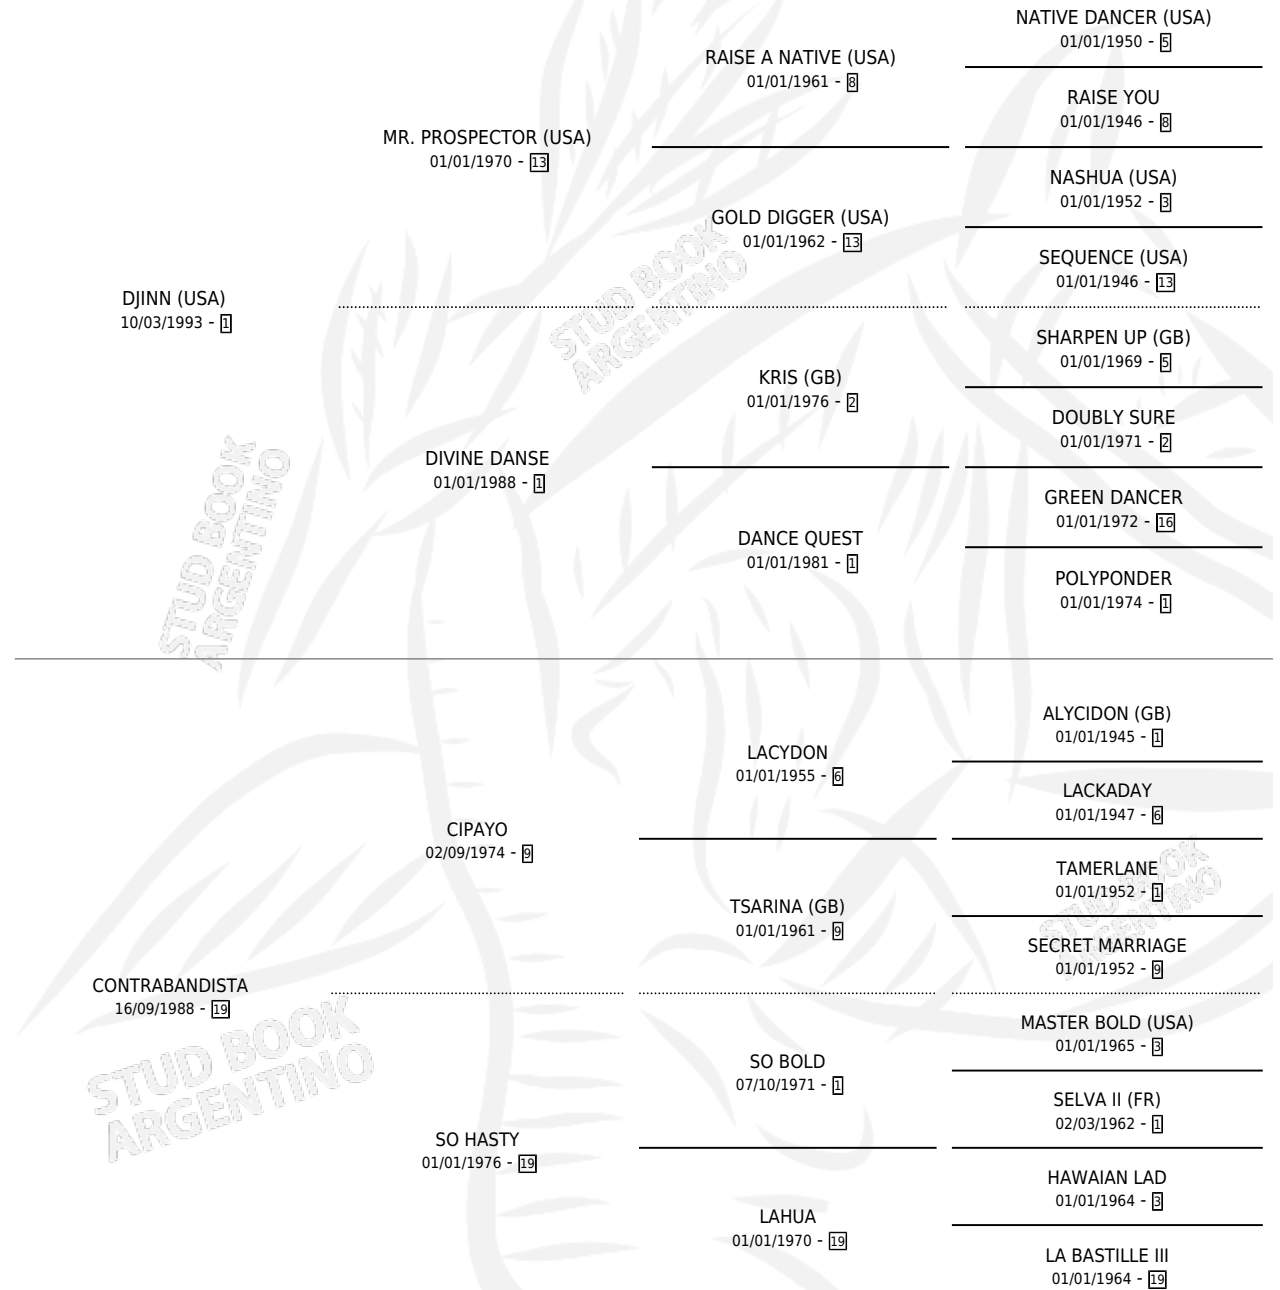 NATIVE DANCER (USA)
01/01/1950 - 5
RAISE A NATIVE (USA)
01/01/1961 - 8
RAISE YOU
01/01/1946 - 8
MR. PROSPECTOR (USA)
01/01/1970 - 13
NASHUA (USA)
01/01/1952 - 3
GOLD DIGGER (USA)
01/01/1962 - 13
SEQUENCE (USA)
01/01/1946 - 13
DJINN (USA)
10/03/1993 - 1
SHARPEN UP (GB)
01/01/1969 - 5
KRIS (GB)
01/01/1976 - 2
DOUBLY SURE
01/01/1971 - 2
DIVINE DANSE
01/01/1988 - 1
GREEN DANCER
01/01/1972 - 16
DANCE QUEST
01/01/1981 - 1
POLYPONDER
01/01/1974 - 1
ALYCIDON (GB)
01/01/1945 - 1
LACYDON
01/01/1955 - 6
LACKADAY
01/01/1947 - 6
CIPAYO
02/09/1974 - 9
TAMERLANE
01/01/1952 - 1
TSARINA (GB)
01/01/1961 - 9
SECRET MARRIAGE
01/01/1952 - 9
CONTRABANDISTA
16/09/1988 - 19
MASTER BOLD (USA)
01/01/1965 - 3
SO BOLD
07/10/1971 - 1
SELVA II (FR)
02/03/1962 - 1
SO HASTY
01/01/1976 - 19
HAWAIAN LAD
01/01/1964 - 3
LAHUA
01/01/1970 - 19
LA BASTILLE III
01/01/1964 - 19
STUD BOOK
ARGENTINO
STUD BOOK
ARGENTINO
STUD BOOK
ARGENTINO
STUD BOOK
ARGENTINO